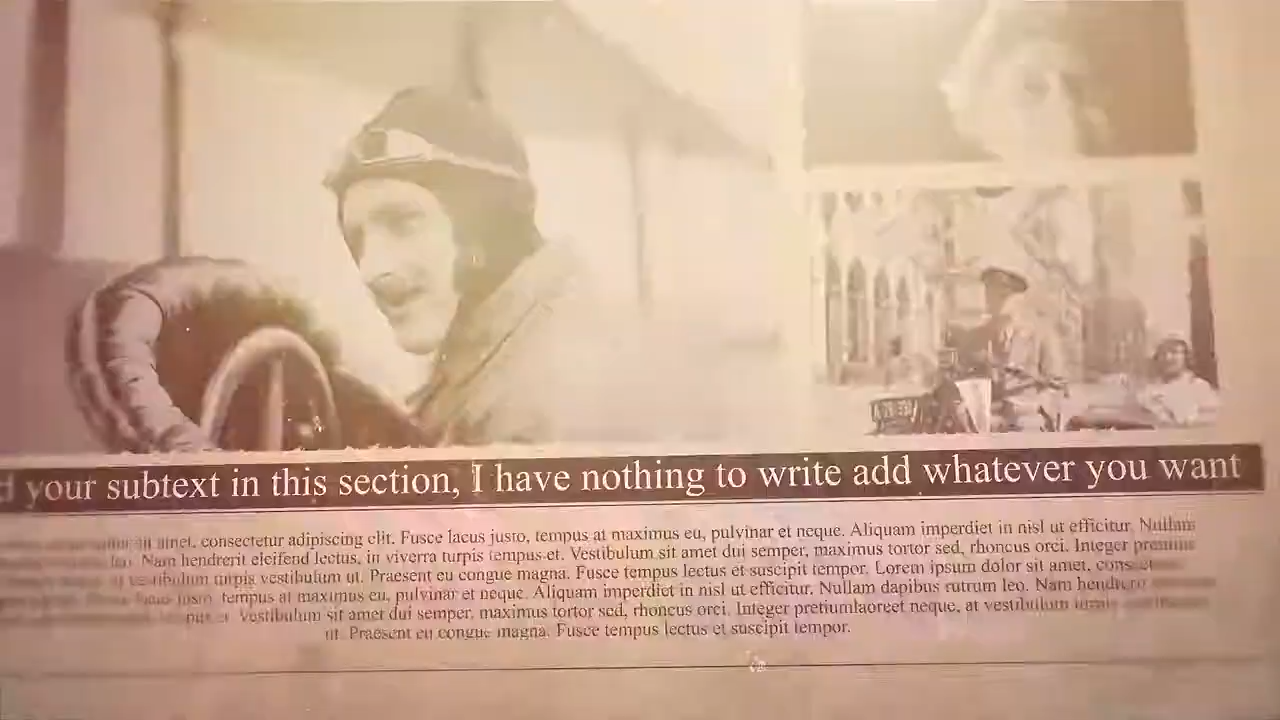 your subtext in this section, I have nothing to write add whatever you want
sit amet, consectetur adipiscing elit. Fusce lacus justo, tempus at maximus eu, pulvinar et neque. Aliquam imperdiet in nisl ut efficitur. Nullam
leo. Nam hendrerit eleifend lectus, in viverra turpis tempus et. Vestibulum sit amet dui semper, maximus tortor sed, rhoncus orci. Integer pretium
at vestibulum turpis vestibulum ut. Praesent eu congue magna. Fusce tempus lectus et suscipit tempor. Lorem ipsum dolor sit amet,
lacus justo, tempus at maximus eu, pulvinar et neque. Aliquam imperdiet in nisl ut efficitur. Nullam dapibus rutrum leo. Nam hendrerit
et. Vestibulum sit amet dui semper, maximus tortor sed, rhoncus orci. Integer pretiumlaoreet neque, at vestibulum turpis
ut. Praesent eu congue magna. Fusce tempus lectus et suscipit tempor.